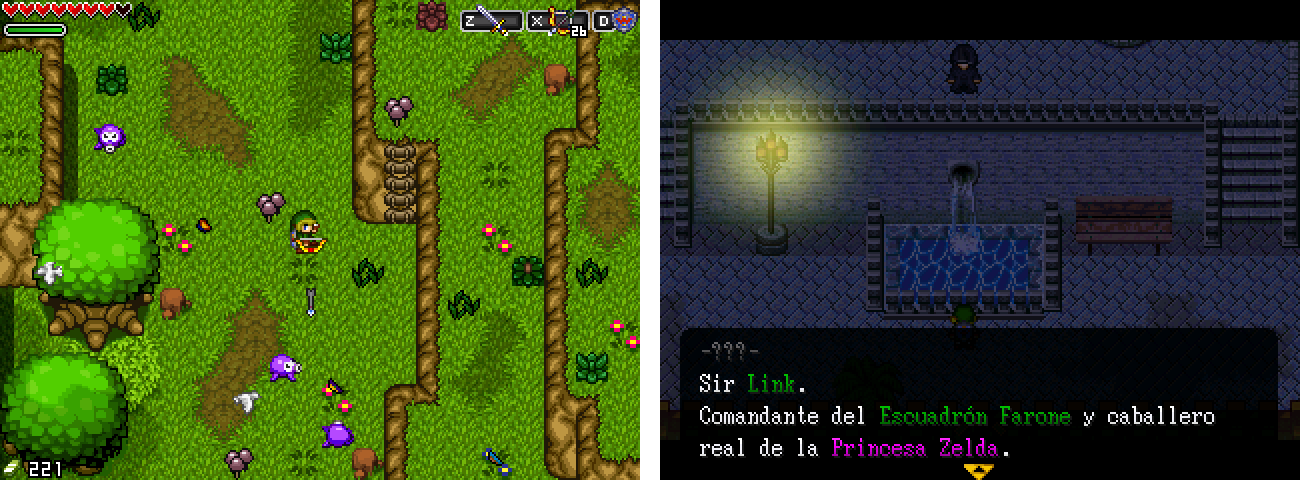 Z
X
26
D
221
-???-
Sir Link.
Comandante del Escuadrón Farone y caballero
real de la Princesa Zelda.